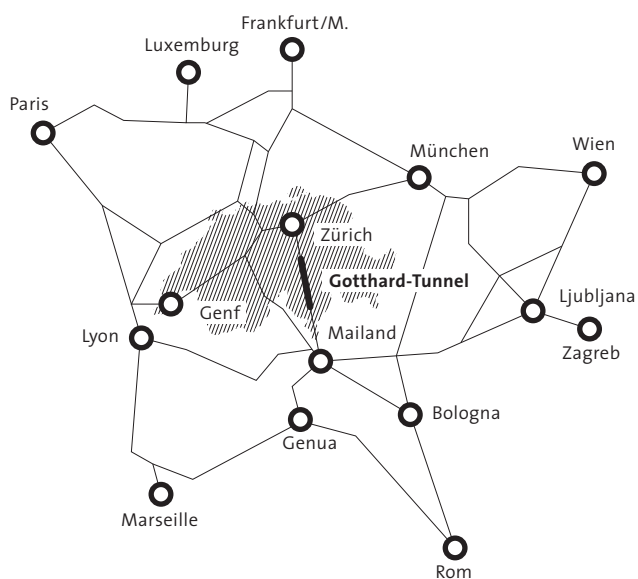 Frankfurt/M.
Luxemburg
Paris
München
Wien
Zürich
Gotthard-Tunnel
Genf
Ljubljana
Lyon
Mailand
Zagreb
Bologna
Genua
Marseille
Rom